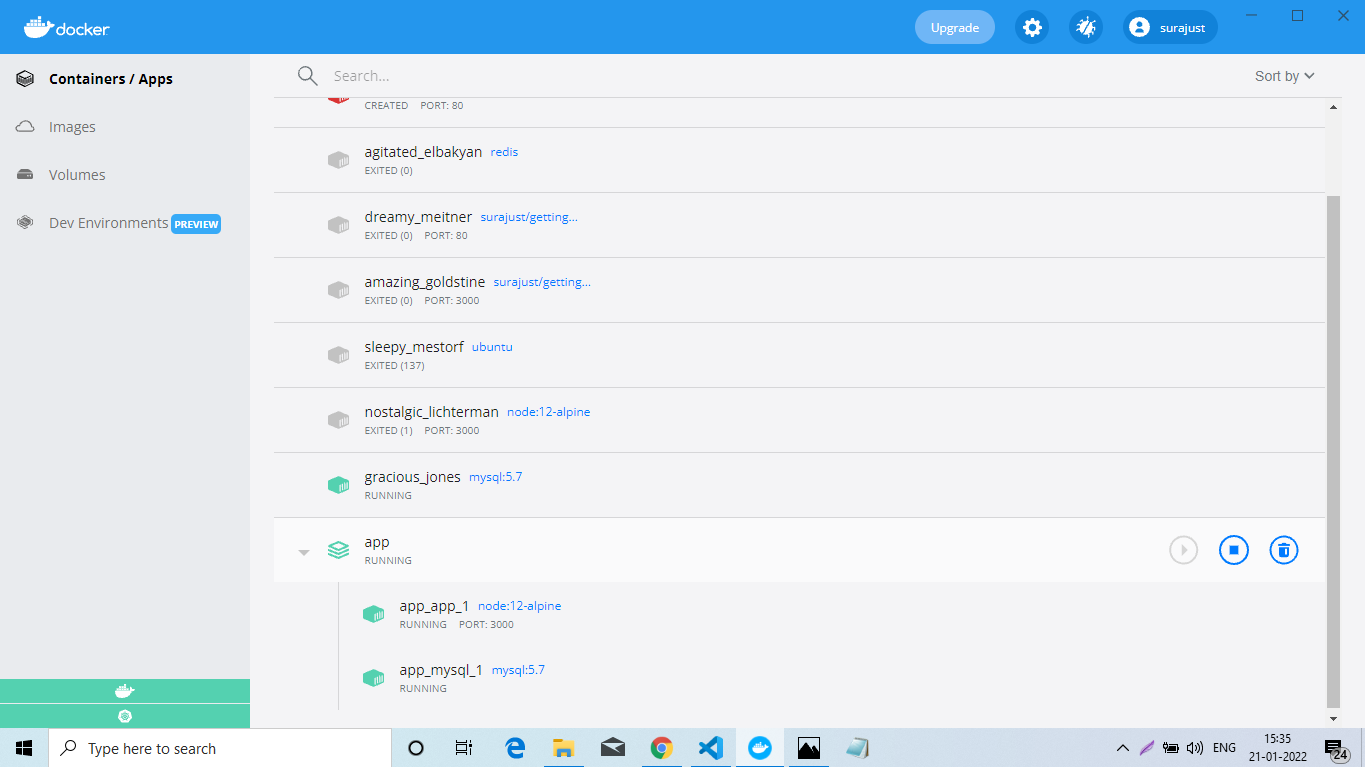 docker
Upgrade
surajust
Containers / Apps
Images
Volumes
Dev Environments PREVIEW
Search...
Sort by
CREATED PORT: 80
agitated_elbakyan redis
EXITED (0)
dreamy_meitner surajust/getting...
EXITED (0) PORT: 80
amazing_goldstine surajust/getting...
EXITED (0) PORT: 3000
sleepy_mestorf ubuntu
EXITED (137)
nostalgic_lichterman node:12-alpine
EXITED (1) PORT: 3000
gracious_jones mysql:5.7
RUNNING
app
RUNNING
app_app_1 node:12-alpine
RUNNING PORT: 3000
app_mysql_1 mysql:5.7
RUNNING
Type here to search
ENG
15:35
21-01-2022
24